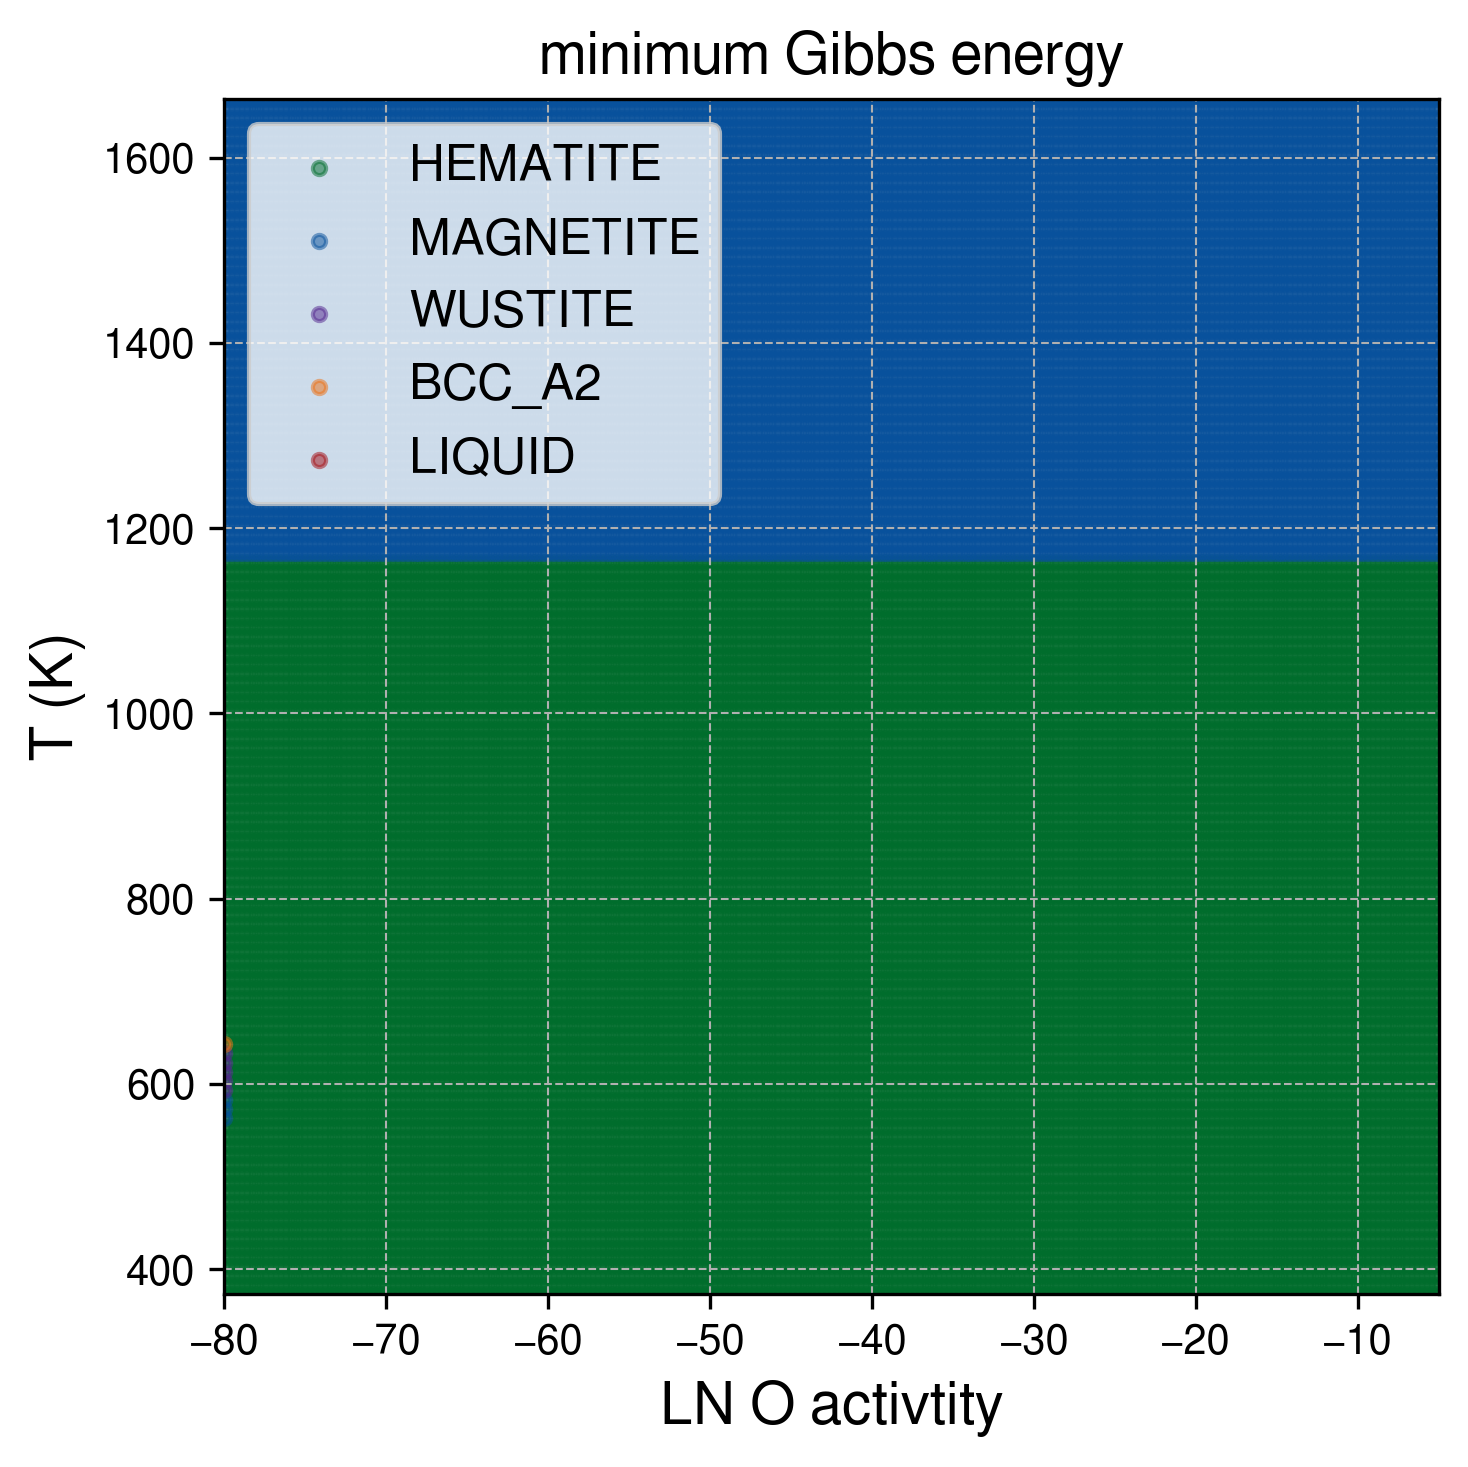 minimum Gibbs energy
HEMATITE
MAGNETITE
WUSTITE
BCC_A2
LIQUID
1600
1400
1200
1000
800
600
400
T (K)
−80 −70 −60 −50 −40 −30 −20 −10
LN O activtity